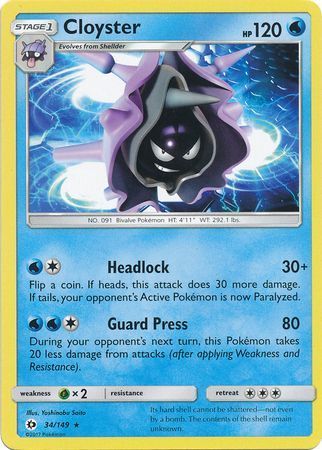 STAGE 1
Cloyster
HP 120
Evolves from Shellder
NO. 091 Bivalve Pokémon HT: 4'11" WT: 292.1 lbs.
Headlock 30+
Flip a coin. If heads, this attack does 30 more damage.
If tails, your opponent's Active Pokémon is now Paralyzed.
Guard Press 80
During your opponent's next turn, this Pokémon takes
20 less damage from attacks (after applying Weakness
and Resistance).
weakness × 2 resistance retreat
Illus. Yoshinobu Saito
34/149 ★
©2017 Pokémon
Its hard shell cannot be shattered—not even
by a bomb. The contents of the shell remain
unknown.